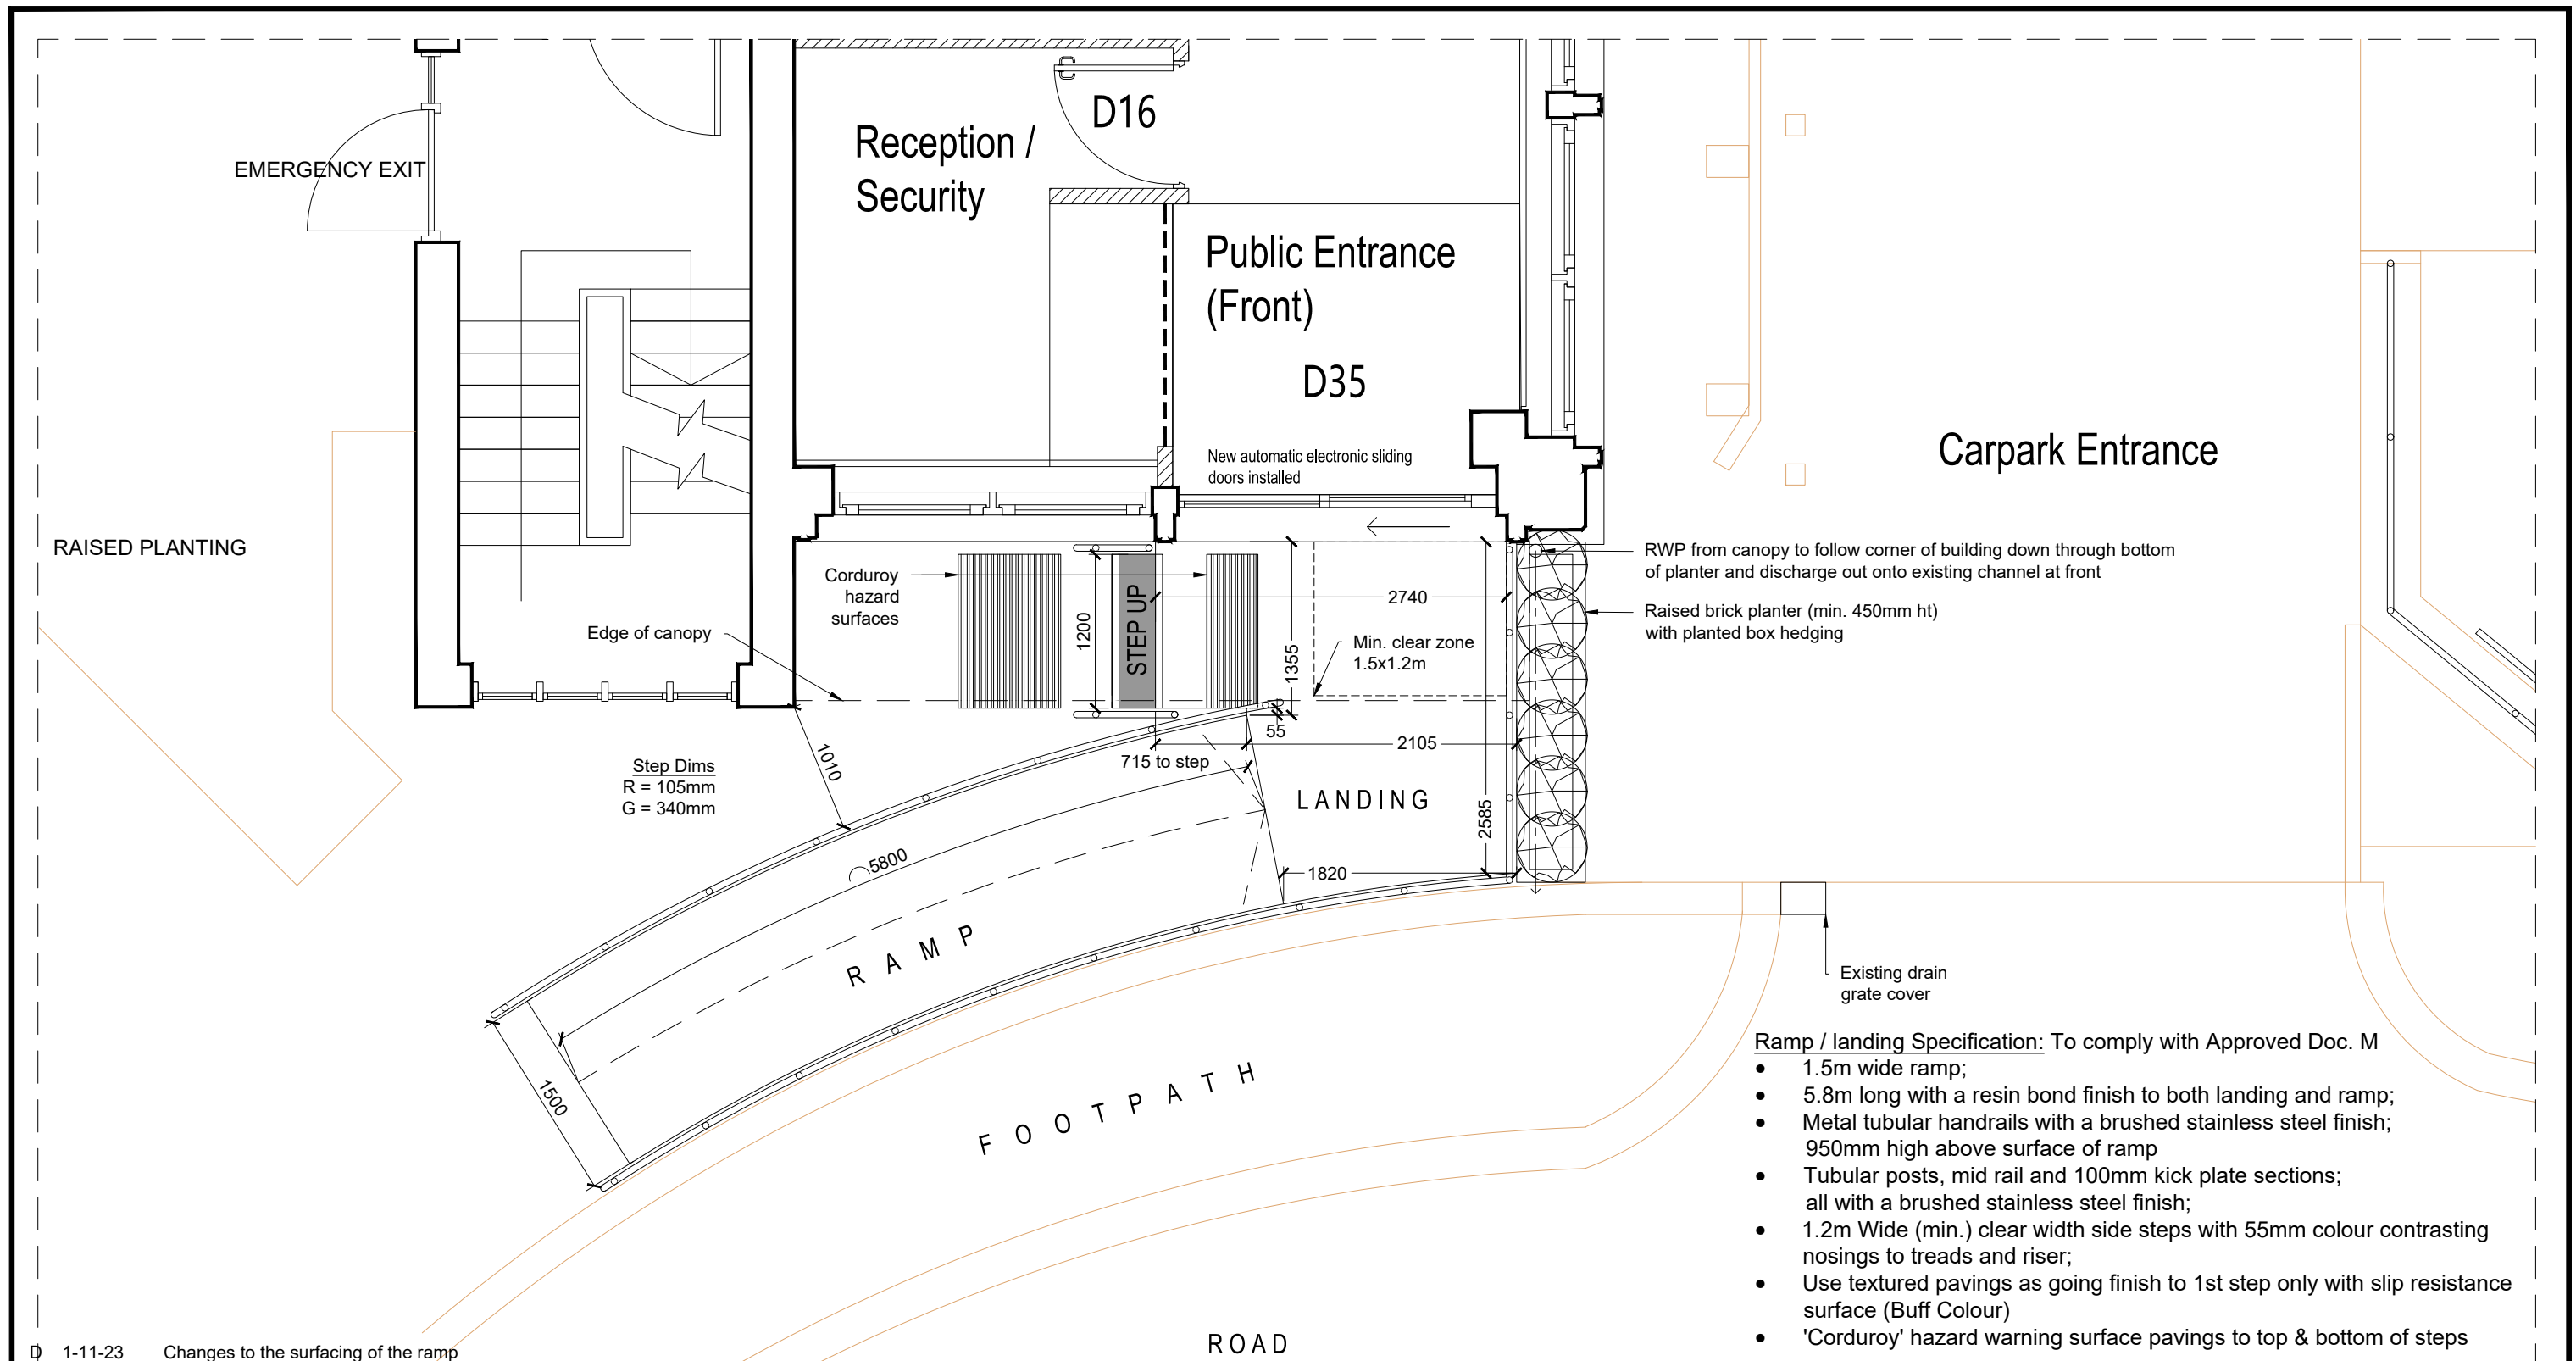 D16
Reception /
Security
EMERGENCY EXIT
Public Entrance
(Front)
D35
New automatic electronic sliding
doors installed
Carpark Entrance
RAISED PLANTING
RWP from canopy to follow corner of building down through bottom
of planter and discharge out onto existing channel at front
Corduroy
hazard
surfaces
STEP UP
1200
2740
1355
Raised brick planter (min. 450mm ht)
with planted box hedging
Edge of canopy
Min. clear zone
1.5x1.2m
55
2105
715 to step
1010
Step Dims
R = 105mm
G = 340mm
LANDING
2585
5800
1820
RAMP
1500
FOOTPATH
Existing drain
grate cover
Ramp / landing Specification: To comply with Approved Doc. M
• 1.5m wide ramp;
• 5.8m long with a resin bond finish to both landing and ramp;
• Metal tubular handrails with a brushed stainless steel finish;
950mm high above surface of ramp
• Tubular posts, mid rail and 100mm kick plate sections;
all with a brushed stainless steel finish;
• 1.2m Wide (min.) clear width side steps with 55mm colour contrasting
nosings to treads and riser;
• Use textured pavings as going finish to 1st step only with slip resistance
surface (Buff Colour)
• 'Corduroy' hazard warning surface pavings to top & bottom of steps
ROAD
D 1-11-23 Changes to the surfacing of the ramp